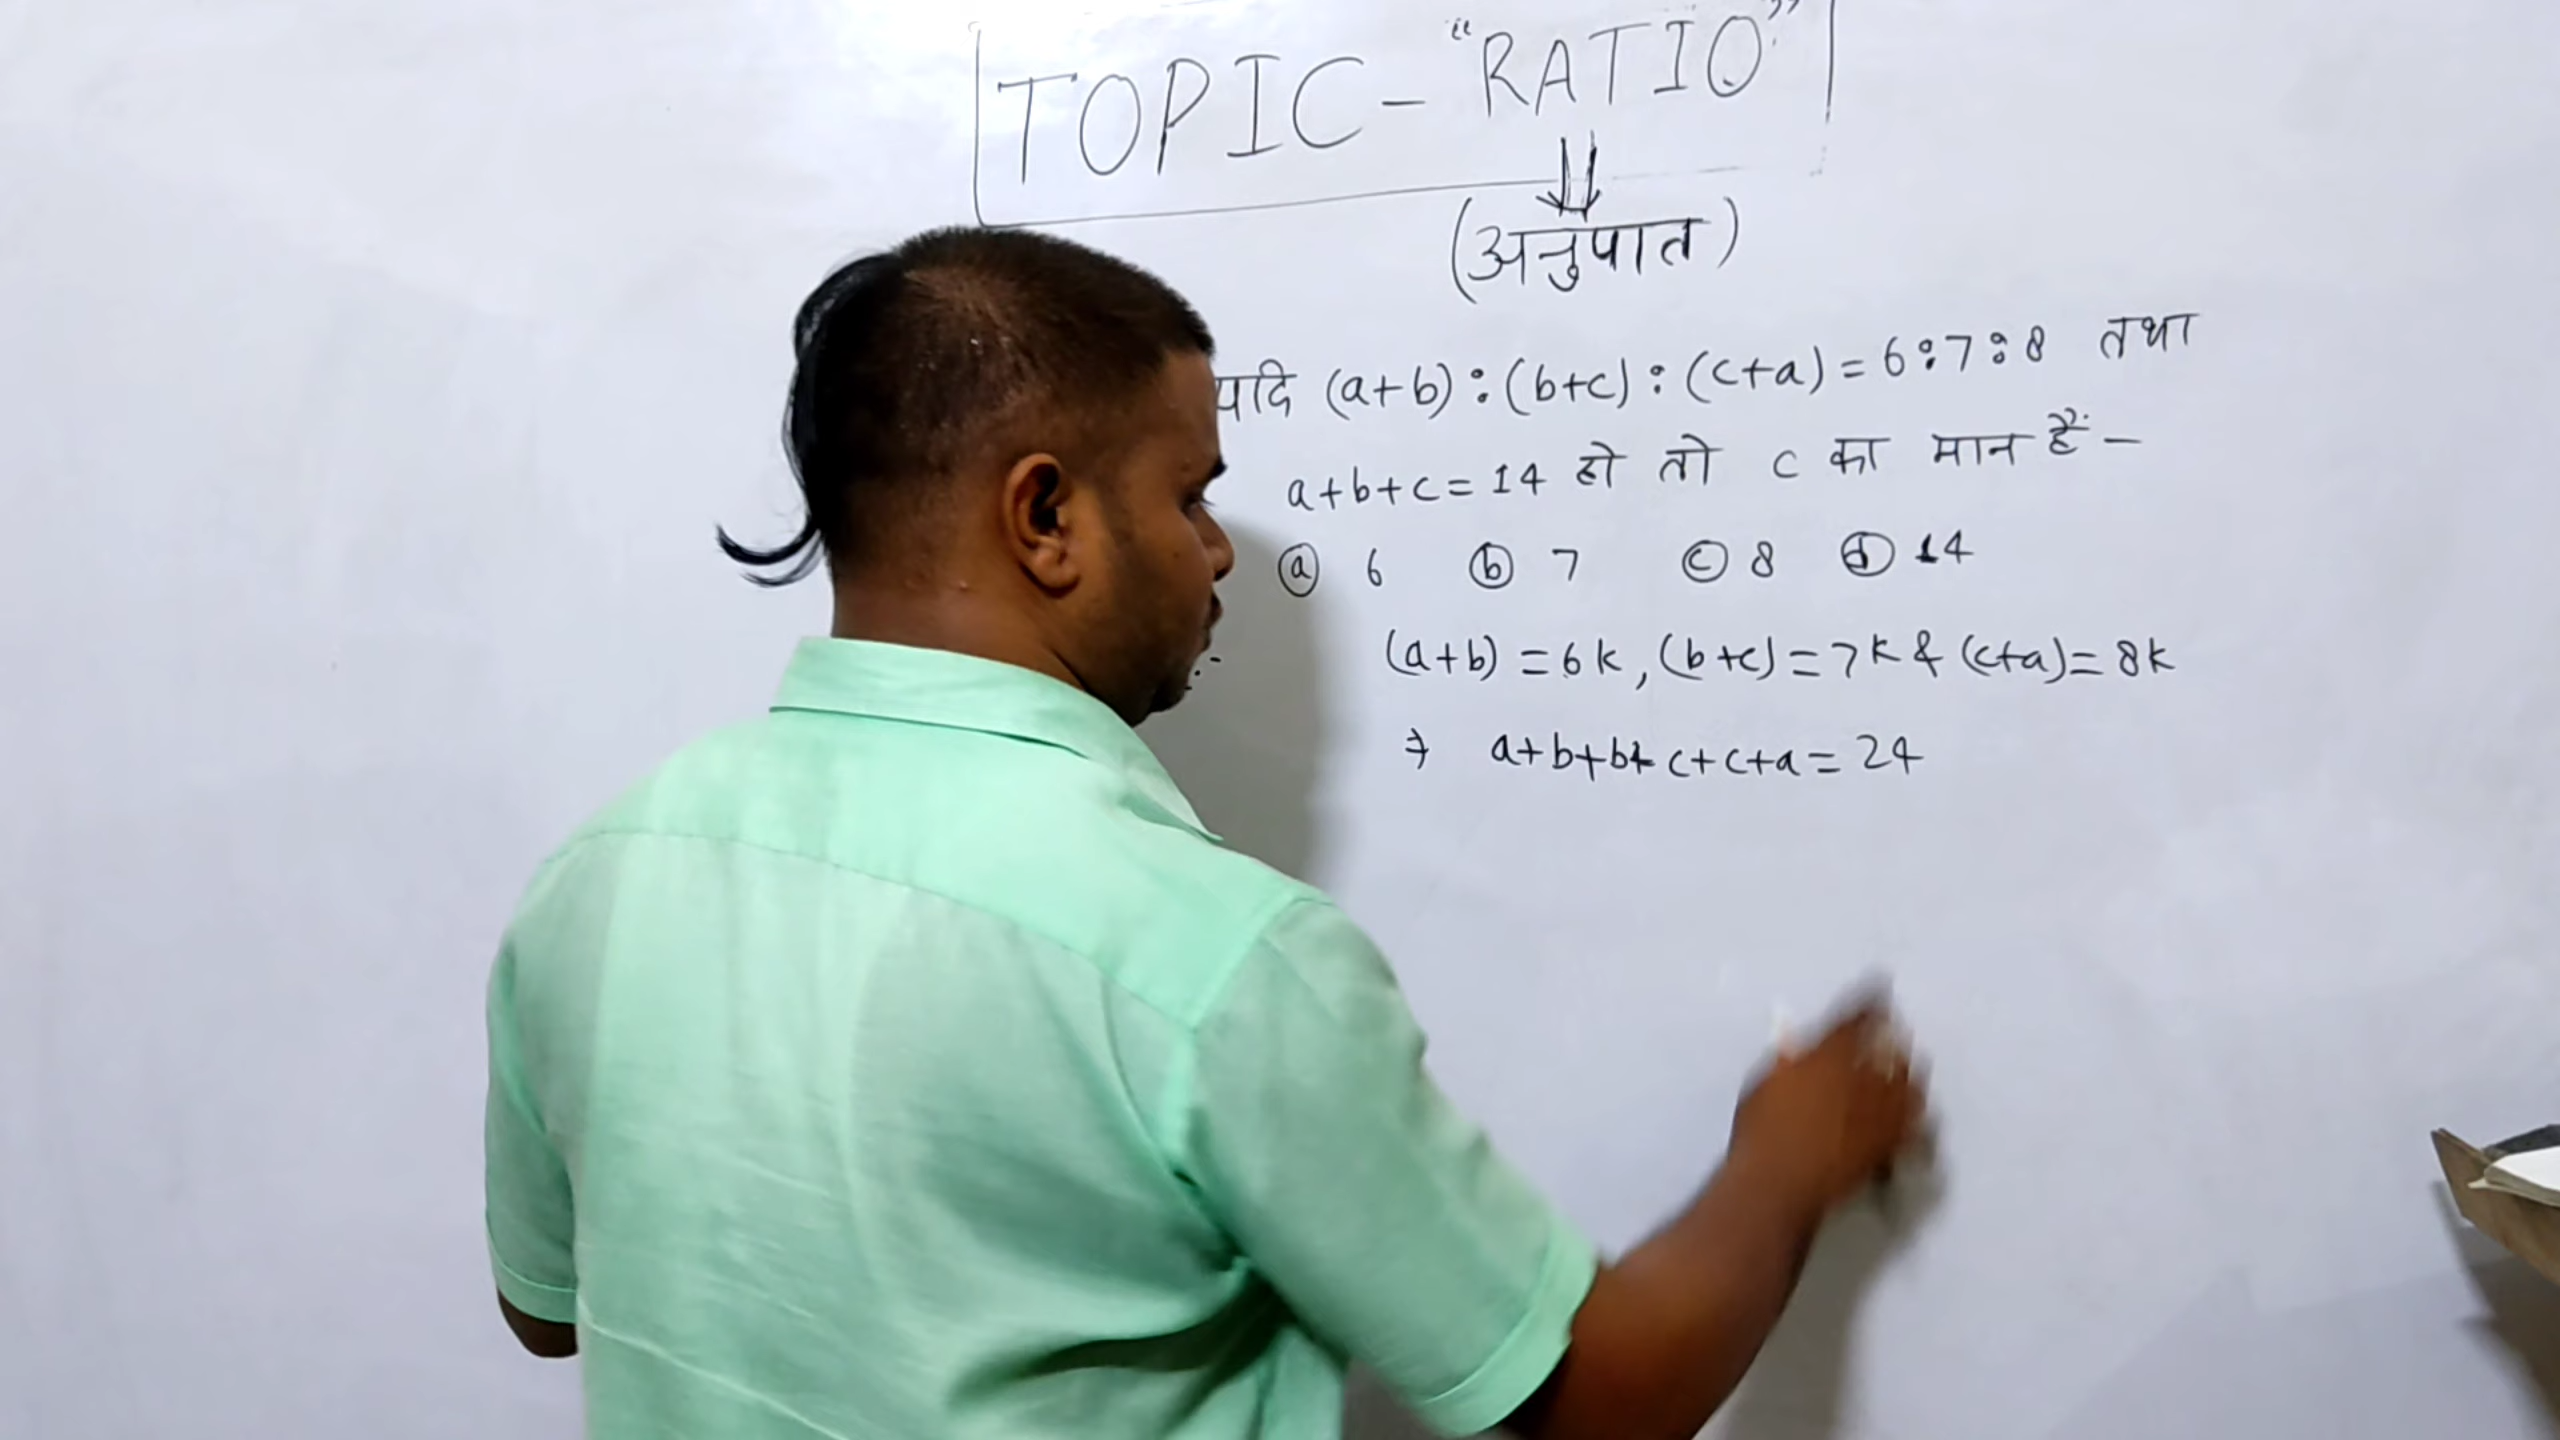 TOPIC - "RATIO"
(अनुपात)
यदि (a+b) : (b+c) : (c+a) = 6:7:8 तथा
a+b+c = 14 हो तो c का मान है -
(a) 6 (b) 7 (c) 8 (d) 14
(a+b) = 6k, (b+c) = 7k & (c+a) = 8k
⇒ a+b+b+c+c+a = 24